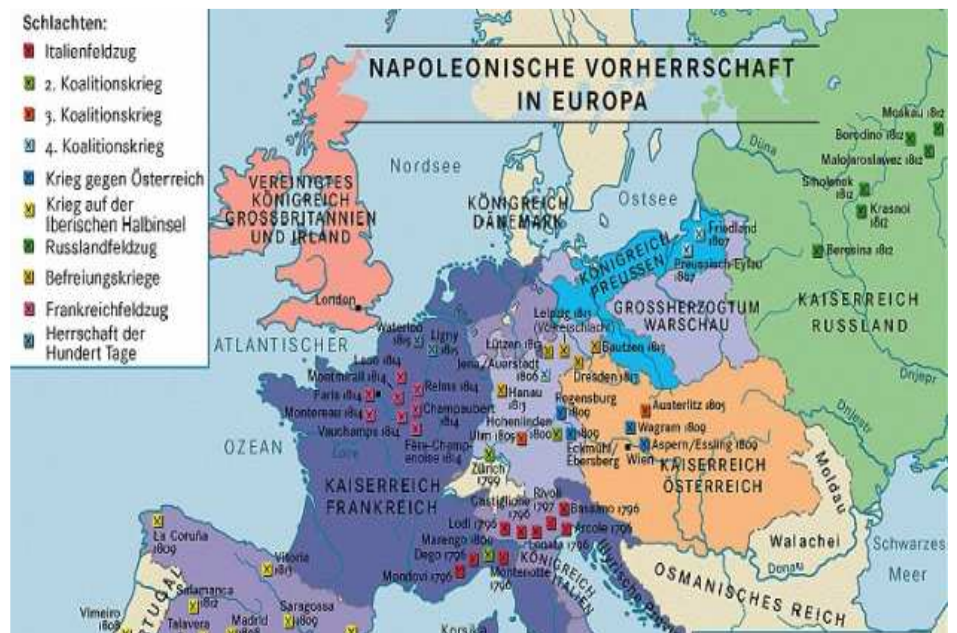 Schlachten:
Italienfeldzug
2. Koalitionskrieg
3. Koalitionskrieg
4. Koalitionskrieg
Krieg gegen Österreich
Krieg auf der
Iberischen Halbinsel
Russlandfeldzug
Befreiungskriege
Frankreichfeldzug
Herrschaft der
Hundert Tage
NAPOLEONISCHE VORHERRSCHAFT
IN EUROPA
Nordsee
Ostsee
Düna
Moskau 1812
Borodino 1812
Malojaroslawez 1812
Smolensk
1812
Krasnoi
1812
Beresina 1812
KAISERREICH
RUSSLAND
Dnjepr
Dnjestr
VEREINIGTES
KÖNIGREICH
GROSSBRITANNIEN
UND IRLAND
London
KÖNIGREICH
DÄNEMARK
KÖNIGREICH
PREUSSEN
Friedland
1807
Preussisch-Eylau
1807
GROSSHERZOGTUM
WARSCHAU
ATLANTISCHER
OZEAN
Waterloo
1815
Ligny
1815
Leipzig 1813
(Völkerschlacht)
Lützen 1813
Bautzen 1813
Jena/Auerstadt
1806
Dresden 1813
Hanau
1813
Laon 1814
Montmirail 1814
Paris 1814
Montereau 1814
Vauchamps 1814
Reims 1814
Champaubert
1814
Fère-Champ-
enoise 1814
Loire
Regensburg
1809
Hohenlinden
1800
Ulm 1805
1809
Eckmühl/
Ebersberg
Austerlitz 1805
Wagram 1809
Aspern/Essling 1809
Wien
KAISERREICH
ÖSTERREICH
Zürich
1799
KAISERREICH
FRANKREICH
Castiglione
1796
Rivoli
1797
Bassano 1796
Lodi 1796
Arcole 1796
Lonato 1796
Marengo 1800
Dego 1796
Mondovi 1796
Montenotte
1796
KÖNIGREICH
ITALIEN
Illyrische
Moldau
Walachei
Donau
Schwarzes
Meer
OSMANISCHES REICH
La Coruña
1809
Vitoria
1813
PORTUGAL
Salamanca
1812
Saragossa
1809
Vimeiro
1808
Talavera
Madrid
1808
Korsika